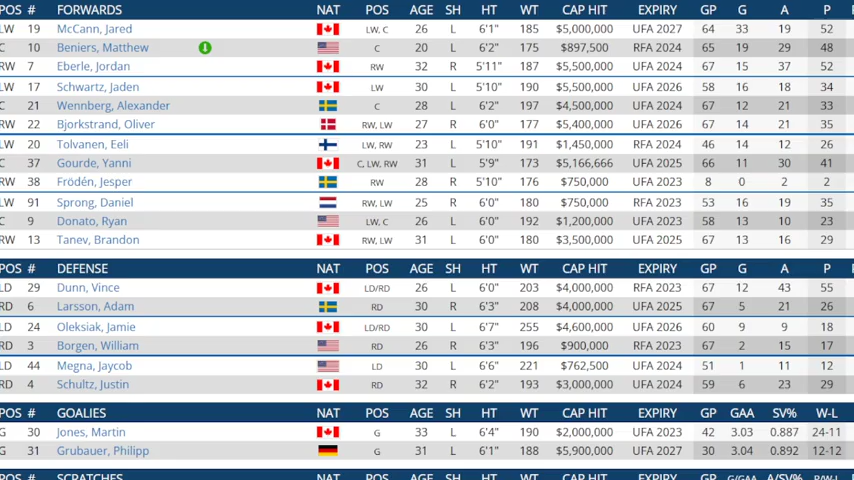 POS # FORWARDS NAT POS AGE SH HT WT CAP HIT EXPIRY GP G A P
LW 19 McCann, Jared LW, C 26 L 6'1" 185 $5,000,000 UFA 2027 64 33 19 52
C 10 Beniers, Matthew C 20 L 6'2" 175 $897,500 RFA 2024 65 19 29 48
RW 7 Eberle, Jordan RW 32 R 5'11" 187 $5,500,000 UFA 2024 67 15 37 52
LW 17 Schwartz, Jaden LW 30 L 5'10" 190 $5,500,000 UFA 2026 58 16 18 34
C 21 Wennberg, Alexander C 28 L 6'2" 197 $4,500,000 UFA 2024 67 12 21 33
RW 22 Bjorkstrand, Oliver RW, LW 27 R 6'0" 177 $5,400,000 UFA 2026 67 14 21 35
LW 20 Tolvanen, Eeli LW, RW 23 L 5'10" 191 $1,450,000 RFA 2024 46 14 12 26
C 37 Gourde, Yanni C, LW, RW 31 L 5'9" 173 $5,166,666 UFA 2025 66 11 30 41
RW 38 Frödén, Jesper RW 28 R 5'10" 176 $750,000 UFA 2023 8 0 2 2
LW 91 Sprong, Daniel RW, LW 25 R 6'0" 180 $750,000 RFA 2023 53 16 19 35
C 9 Donato, Ryan LW, C 26 L 6'0" 192 $1,200,000 UFA 2023 58 13 10 23
RW 13 Tanev, Brandon RW, LW 31 L 6'0" 180 $3,500,000 UFA 2025 67 13 16 29
POS # DEFENSE NAT POS AGE SH HT WT CAP HIT EXPIRY GP G A P
LD 29 Dunn, Vince LD/RD 26 L 6'0" 203 $4,000,000 RFA 2023 67 12 43 55
RD 6 Larsson, Adam RD 30 R 6'3" 208 $4,000,000 UFA 2025 67 5 21 26
LD 24 Oleksiak, Jamie LD/RD 30 L 6'7" 255 $4,600,000 UFA 2026 60 9 9 18
RD 3 Borgen, William RD 26 R 6'3" 196 $900,000 RFA 2023 67 2 15 17
LD 44 Megna, Jaycob LD 30 L 6'6" 221 $762,500 UFA 2023 51 1 11 12
RD 4 Schultz, Justin RD 32 R 6'2" 193 $3,000,000 UFA 2024 59 6 23 29
POS # GOALIES NAT POS AGE SH HT WT CAP HIT EXPIRY GP GAA SV% W-L
G 30 Jones, Martin G 33 L 6'4" 190 $2,000,000 UFA 2023 42 3.03 0.887 24-11
G 31 Grubauer, Philipp G 31 L 6'1" 188 $5,900,000 UFA 2027 30 3.04 0.892 12-12
POS # SCRATCHES NAT POS AGE SH HT WT CAP HIT EXPIRY GP G/GAA A/SV% P/W-L